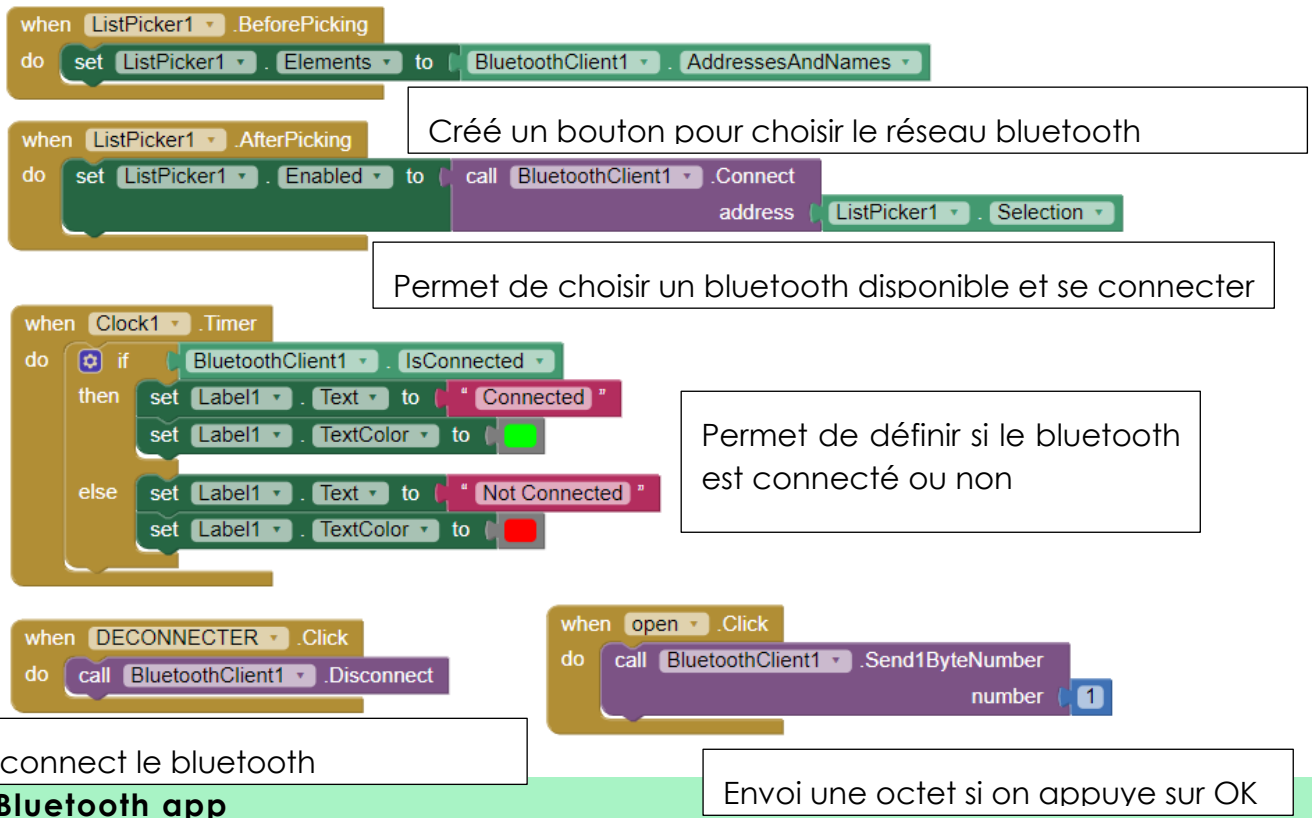 when ListPicker1 .BeforePicking
do set ListPicker1 . Elements to BluetoothClient1 . AddressesAndNames
Créé un bouton pour choisir le réseau bluetooth
when ListPicker1 .AfterPicking
do set ListPicker1 . Enabled to call BluetoothClient1 .Connect
address ListPicker1 . Selection
Permet de choisir un bluetooth disponible et se connecter
when Clock1 .Timer
do if BluetoothClient1 . IsConnected
then set Label1 . Text to " Connected "
set Label1 . TextColor to
else set Label1 . Text to " Not Connected "
set Label1 . TextColor to
Permet de définir si le bluetooth
est connecté ou non
when DECONNECTER .Click
do call BluetoothClient1 .Disconnect
when open .Click
do call BluetoothClient1 .Send1ByteNumber
number 1
connect le bluetooth
Envoi une octet si on appuye sur OK
Bluetooth app